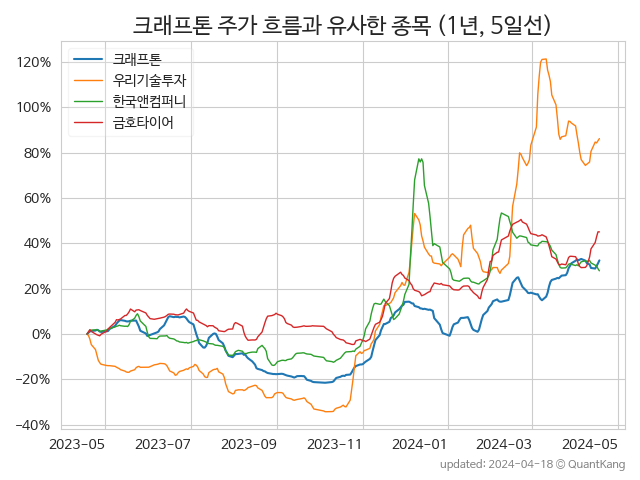 크래프톤 주가 흐름과 유사한 종목 (1년, 5일선)
크래프톤
우리기술투자
한국앤컴퍼니
금호타이어
120%
100%
80%
60%
40%
20%
0%
−20%
−40%
2023-05 2023-07 2023-09 2023-11 2024-01 2024-03 2024-05
updated: 2024-04-18 © QuantKang